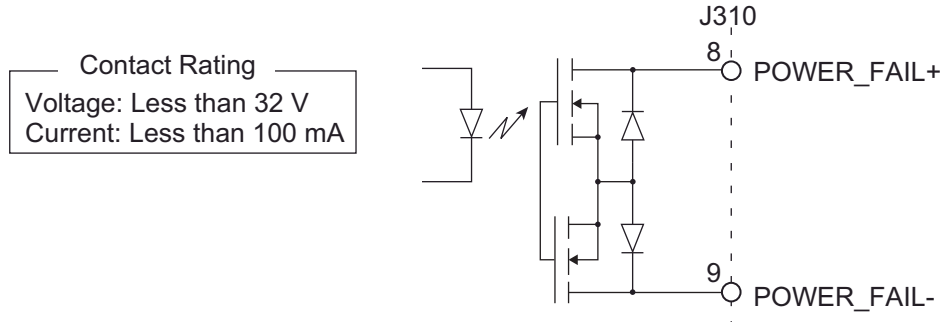 J310
Contact Rating
Voltage: Less than 32 V
Current: Less than 100 mA
8
POWER_FAIL+
9
POWER_FAIL-